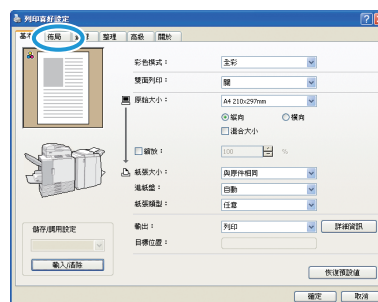 列印喜好設定
基本 佈局 整理 高級 關於
彩色模式： 全彩
雙面列印： 關
原始大小： A4 210x297mm
縱向 橫向
混合大小
縮放： 100 %
紙張大小： 與原件相同
進紙盤： 自動
紙張類型： 任意
儲存/調用設定
輸出： 列印 詳細資訊
目標位置：
輸入/清除
恢復預設值
確定 取消